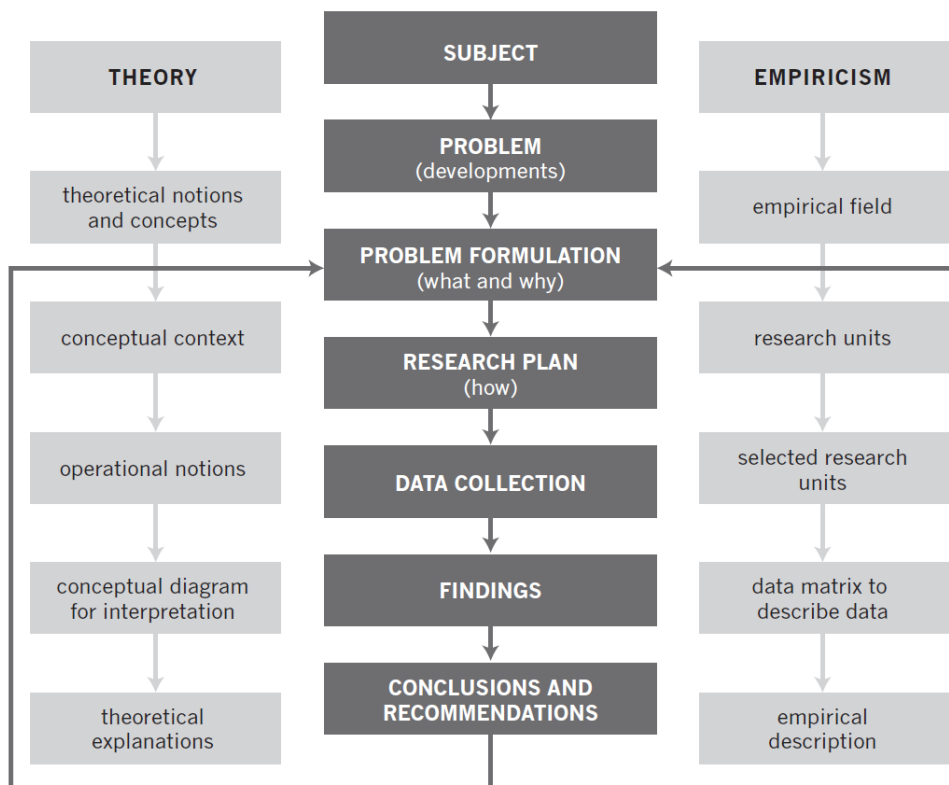 THEORY
theoretical notions
and concepts
conceptual context
operational notions
conceptual diagram
for interpretation
theoretical
explanations
SUBJECT
PROBLEM
(developments)
PROBLEM FORMULATION
(what and why)
RESEARCH PLAN
(how)
DATA COLLECTION
FINDINGS
CONCLUSIONS AND
RECOMMENDATIONS
EMPIRICISM
empirical field
research units
selected research
units
data matrix to
describe data
empirical
description